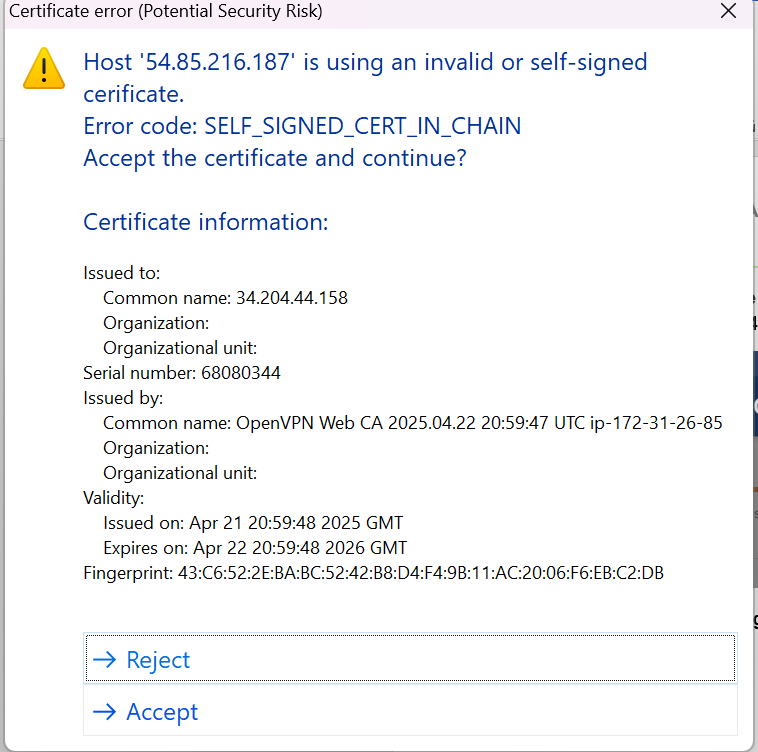 Certificate error (Potential Security Risk)
Host '54.85.216.187' is using an invalid or self-signed
cerificate.
Error code: SELF_SIGNED_CERT_IN_CHAIN
Accept the certificate and continue?
Certificate information:
Issued to:
Common name: 34.204.44.158
Organization:
Organizational unit:
Serial number: 68080344
Issued by:
Common name: OpenVPN Web CA 2025.04.22 20:59:47 UTC ip-172-31-26-85
Organization:
Organizational unit:
Validity:
Issued on: Apr 21 20:59:48 2025 GMT
Expires on: Apr 22 20:59:48 2026 GMT
Fingerprint: 43:C6:52:2E:BA:BC:52:42:B8:D4:F4:9B:11:AC:20:06:F6:EB:C2:DB
Reject
Accept